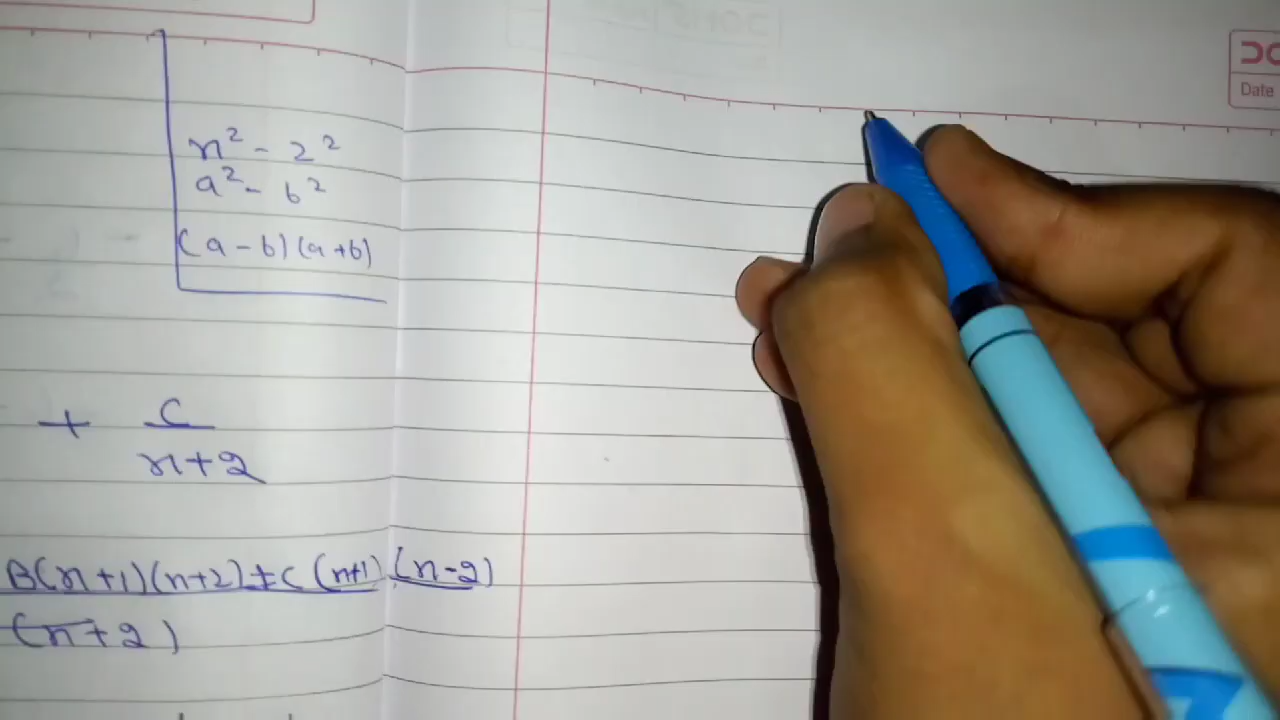 Date
n² - 2²
a² - b²
(a - b) (a + b)
+ C
n + 2
B(n + 1)(n + 2) + C (n+1) (n - 2)
(n + 2)